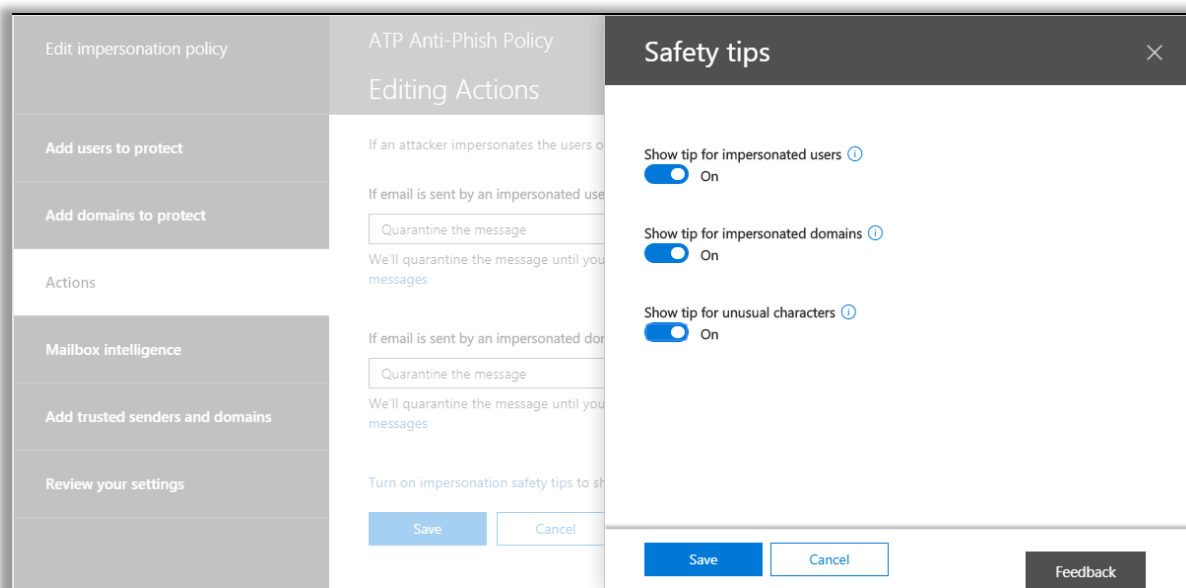 Edit impersonation policy
Add users to protect
Add domains to protect
Actions
Mailbox intelligence
Add trusted senders and domains
Review your settings
ATP Anti-Phish Policy
Editing Actions
If an attacker impersonates the users o
If email is sent by an impersonated use
Quarantine the message
We'll quarantine the message until you
messages
If email is sent by an impersonated dor
Quarantine the message
We'll quarantine the message until you
messages
Turn on impersonation safety tips to sh
Save Cancel
Safety tips
Show tip for impersonated users
On
Show tip for impersonated domains
On
Show tip for unusual characters
On
Save Cancel
Feedback